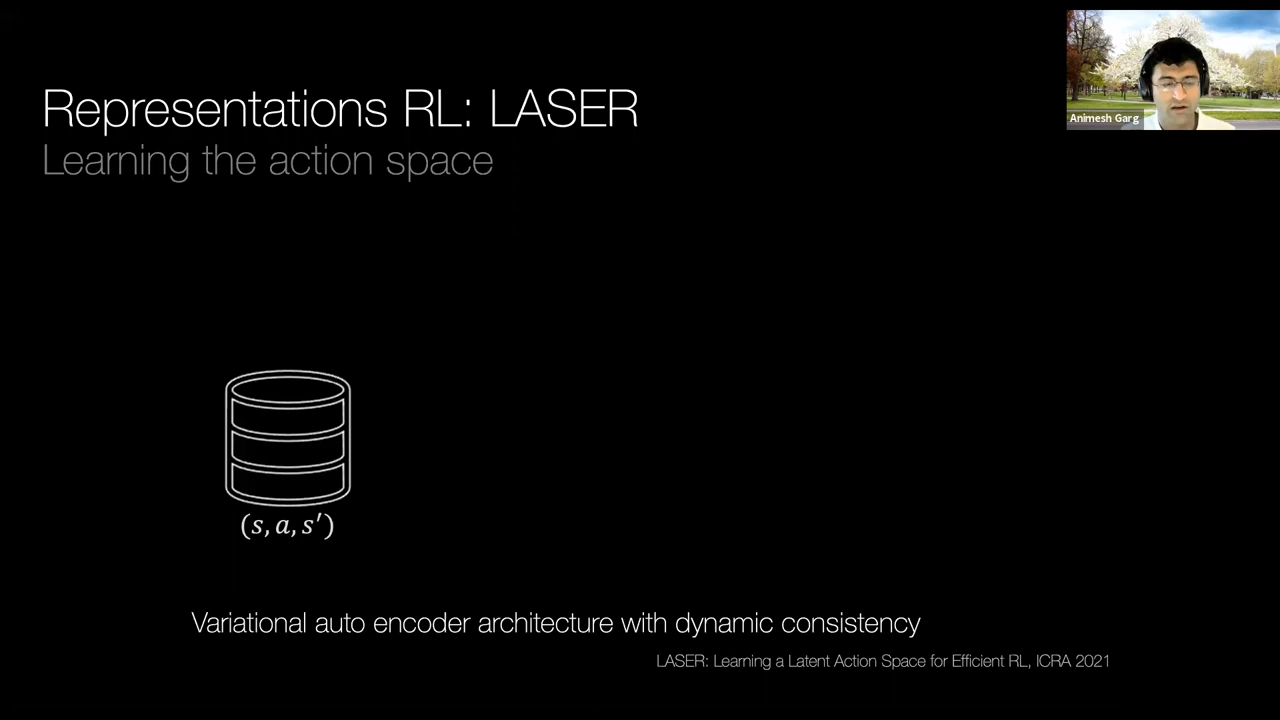 Representations RL: LASER
Learning the action space
Animesh Garg
(s, a, s′)
Variational auto encoder architecture with dynamic consistency
LASER: Learning a Latent Action Space for Efficient RL, ICRA 2021